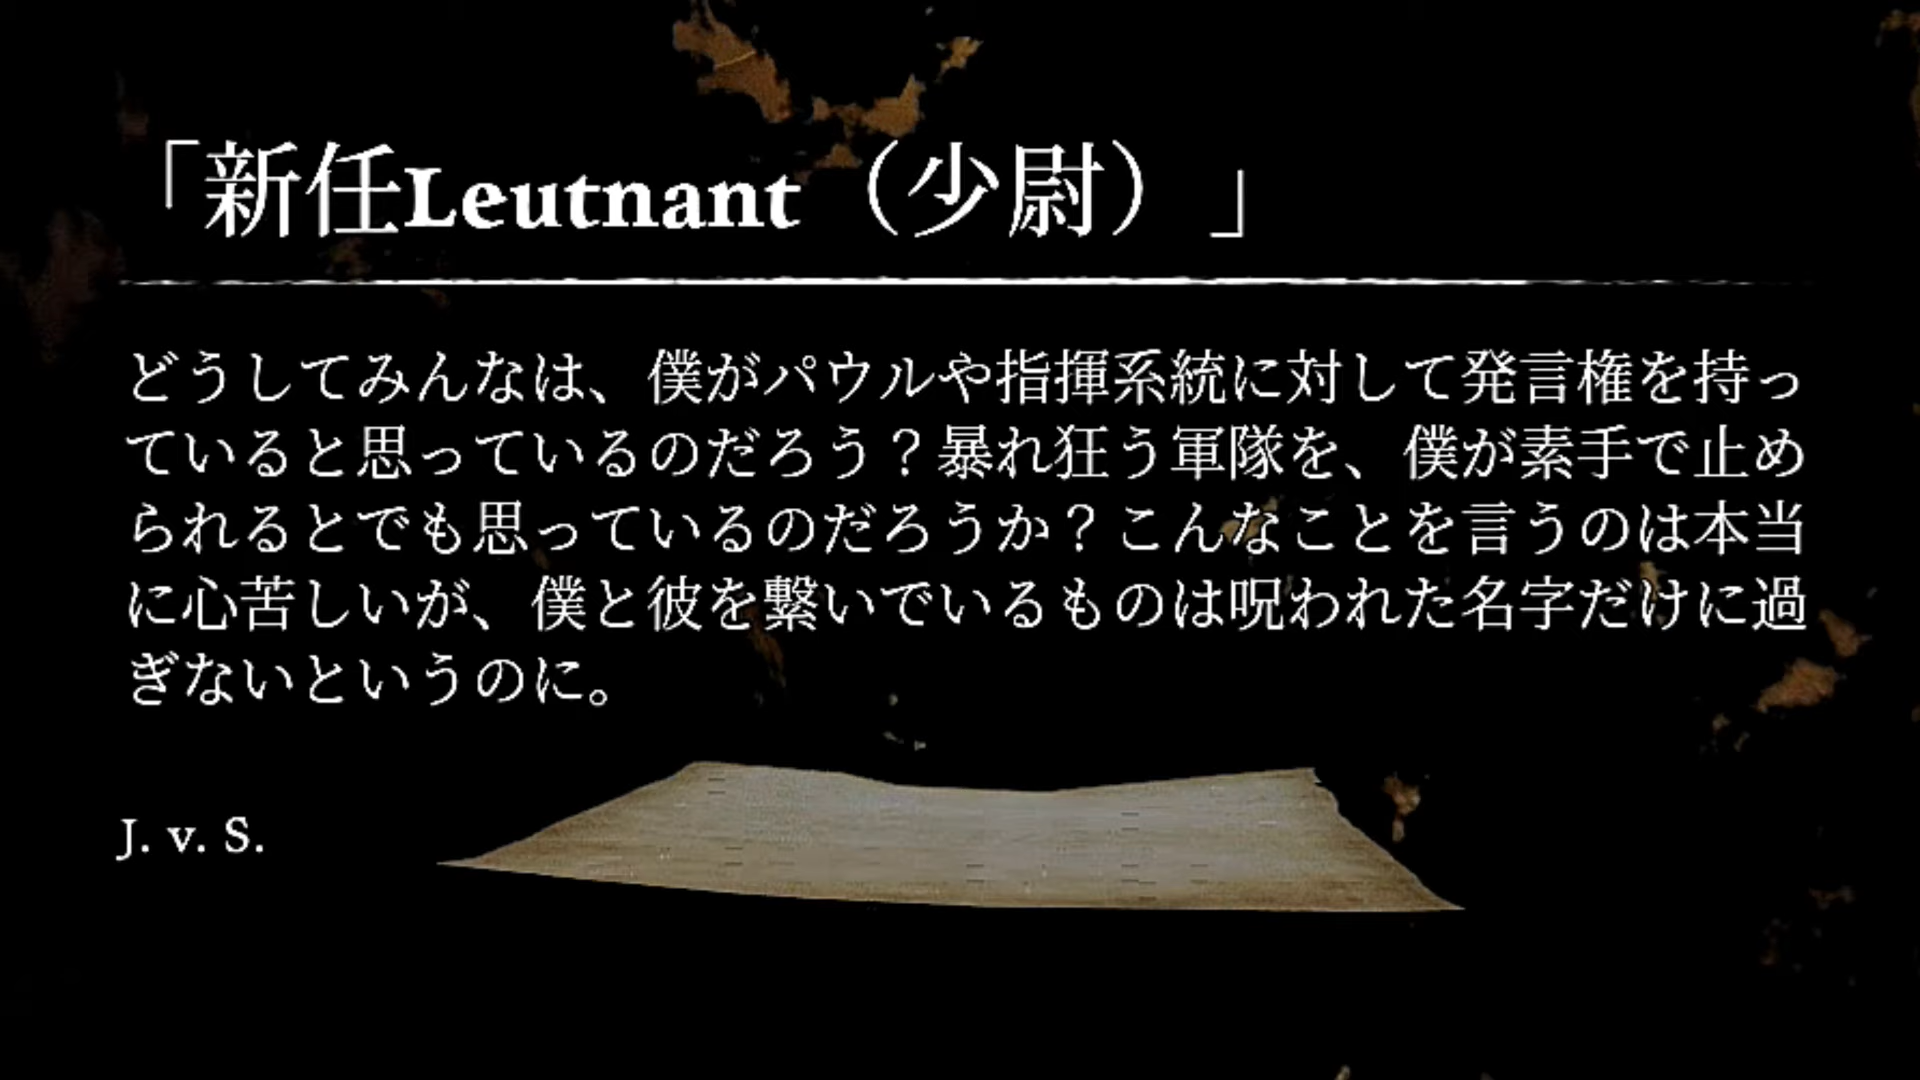 「新任Leutnant（少尉）」
どうしてみんなは、僕がパウルや指揮系統に対して発言権を持っ
ていると思っているのだろう？暴れ狂う軍隊を、僕が素手で止め
られるとでも思っているのだろうか？こんなことを言うのは本当
に心苦しいが、僕と彼を繋いでいるものは呪われた名字だけに過
ぎないというのに。
J. v. S.